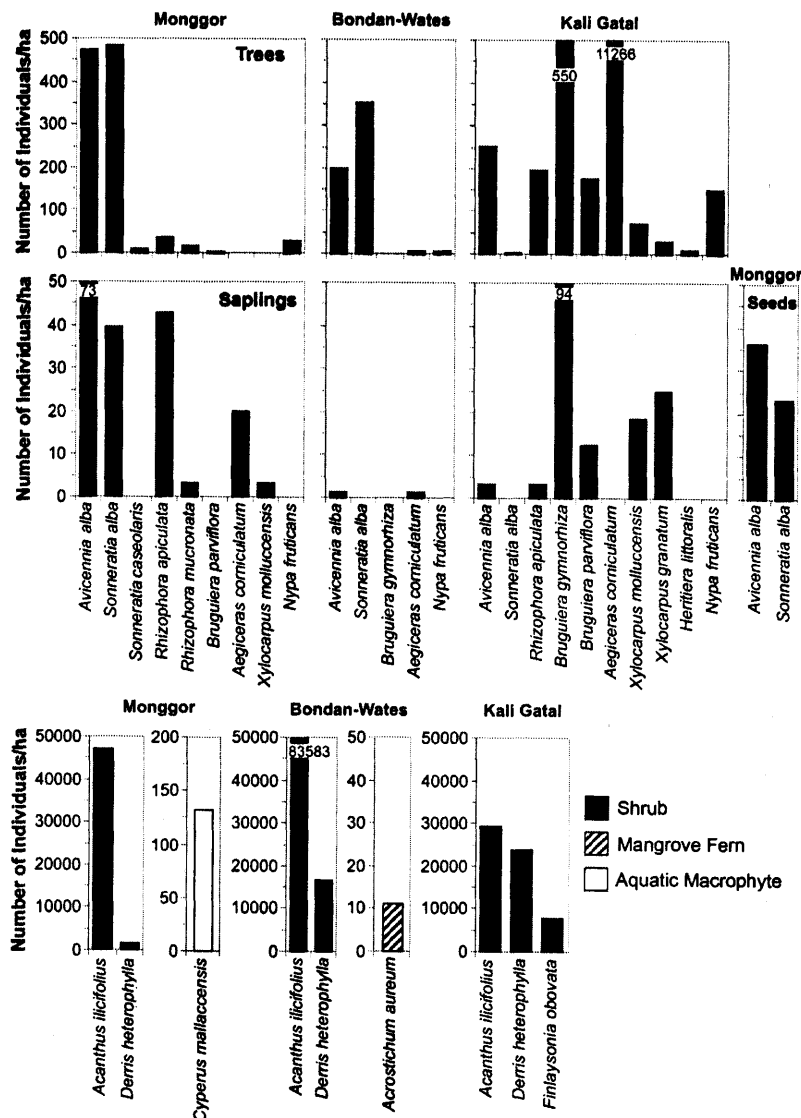 Monggor
Bondan-Wates
Kali Gatal
Number of Individuals/ha
500
400
300
200
100
0
Trees
550
11266
Number of Individuals/ha
50
40
30
20
10
0
73
Saplings
94
Monggor
Seeds
Avicennia alba
Sonneratia alba
Sonneratia caseolaris
Rhizophora apiculata
Rhizophora mucronata
Bruguiera parviflora
Aegiceras corniculatum
Xylocarpus molluccensis
Nypa fruticans
Avicennia alba
Sonneratia alba
Bruguiera gymnorhiza
Aegiceras corniculatum
Nypa fruticans
Avicennia alba
Sonneratia alba
Rhizophora apiculata
Bruguiera gymnorhiza
Bruguiera parviflora
Aegiceras corniculatum
Xylocarpus molluccensis
Xylocarpus granatum
Heritiera littoralis
Nypa fruticans
Avicennia alba
Sonneratia alba
Monggor
Bondan-Wates
Kali Gatal
Number of Individuals/ha
50000
40000
30000
20000
10000
0
200
150
100
50
0
50000
40000
30000
20000
10000
0
83583
50
40
30
20
10
0
50000
40000
30000
20000
10000
0
Shrub
Mangrove Fern
Aquatic Macrophyte
Acanthus ilicifolius
Derris heterophylla
Cyperus mallaccensis
Acanthus ilicifolius
Derris heterophylla
Acrostichum aureum
Acanthus ilicifolius
Derris heterophylla
Finlaysonia obovata